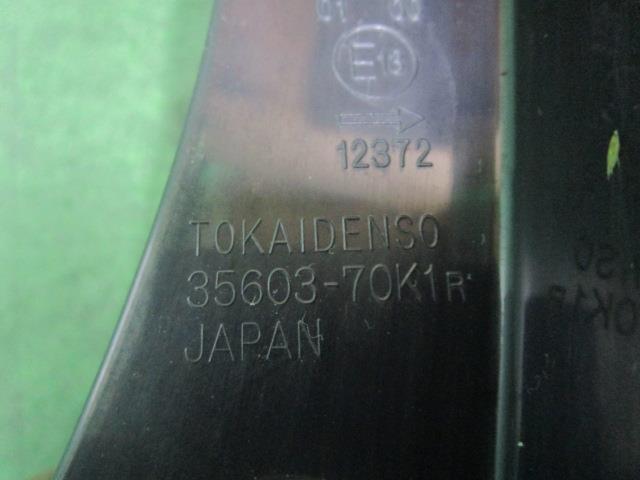 E13
12372
TOKAIDENSO
35603-70K1R
JAPAN